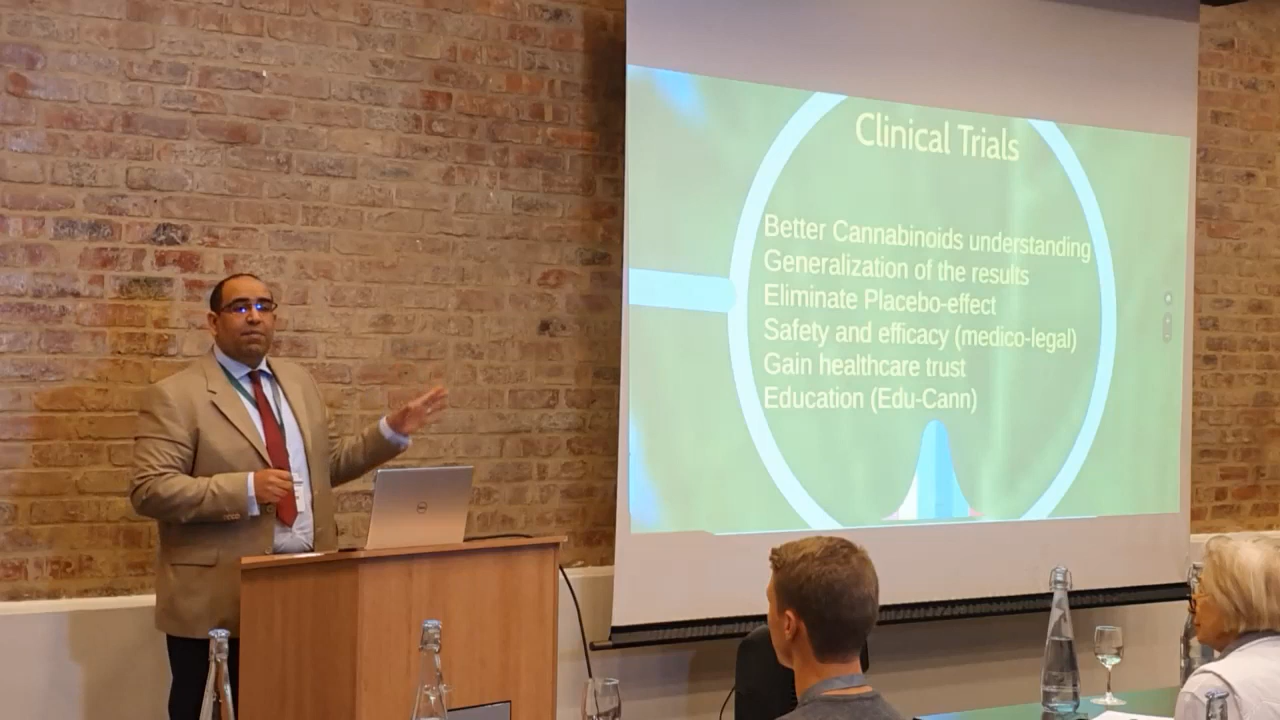 Clinical Trials
Better Cannabinoids understanding
Generalization of the results
Eliminate Placebo-effect
Safety and efficacy (medico-legal)
Gain healthcare trust
Education (Edu-Cann)
DELL